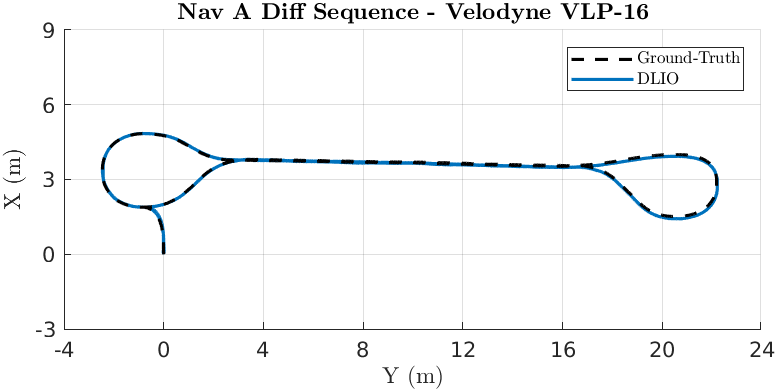 Nav A Diff Sequence - Velodyne VLP-16
9
6
3
0
-3
X (m)
Ground-Truth
DLIO
-4
0
4
8
12
16
20
24
Y (m)